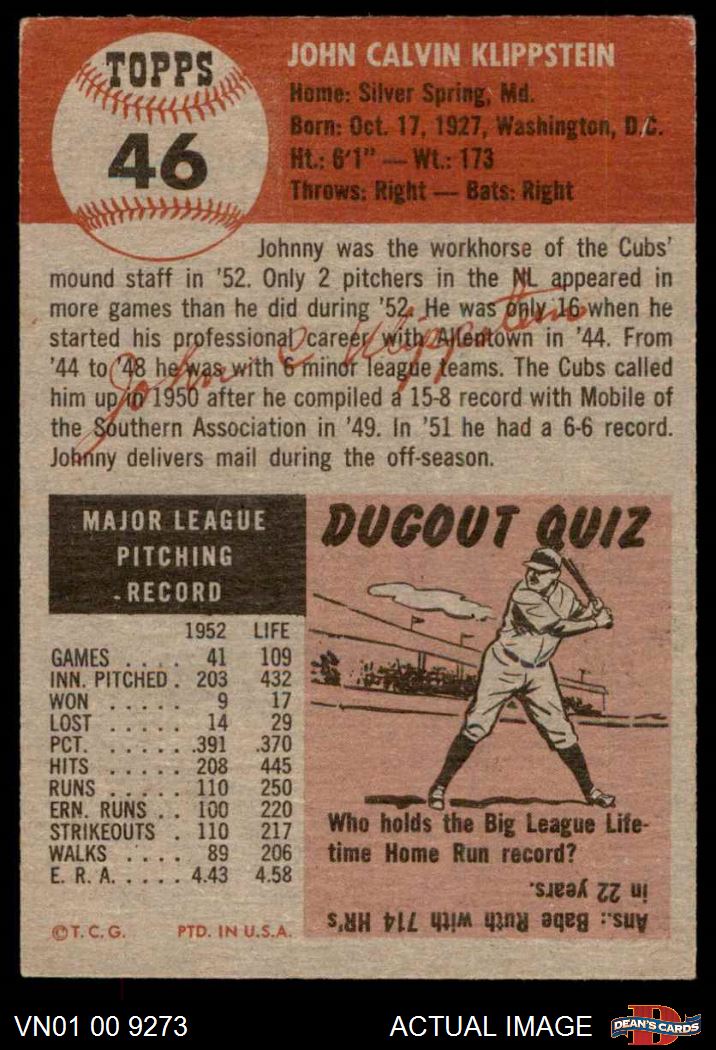 TOPPS
46
JOHN CALVIN KLIPPSTEIN
Home: Silver Spring, Md.
Born: Oct. 17, 1927, Washington, D.C.
Ht.: 6'1" — Wt.: 173
Throws: Right — Bats: Right
Johnny was the workhorse of the Cubs'
mound staff in '52. Only 2 pitchers in the NL appeared in
more games than he did during '52. He was only 16 when he
started his professional career with Allentown in '44. From
'44 to '48 he was with 6 minor league teams. The Cubs called
him up in 1950 after he compiled a 15-8 record with Mobile of
the Southern Association in '49. In '51 he had a 6-6 record.
Johnny delivers mail during the off-season.
John C Klippstein
MAJOR LEAGUE
PITCHING
RECORD
1952 LIFE
GAMES .... 41 109
INN. PITCHED . 203 432
WON ..... 9 17
LOST ..... 14 29
PCT. ..... .391 .370
HITS ..... 208 445
RUNS ..... 110 250
ERN. RUNS .. 100 220
STRIKEOUTS . 110 217
WALKS .... 89 206
E. R. A. .... 4.43 4.58
©T. C. G. PTD. IN U.S.A.
DUGOUT QUIZ
Who holds the Big League Life-
time Home Run record?
Ans.: Babe Ruth with 714 HR's
in 22 years.
VN01 00 9273
ACTUAL IMAGE
DEAN'S CARDS